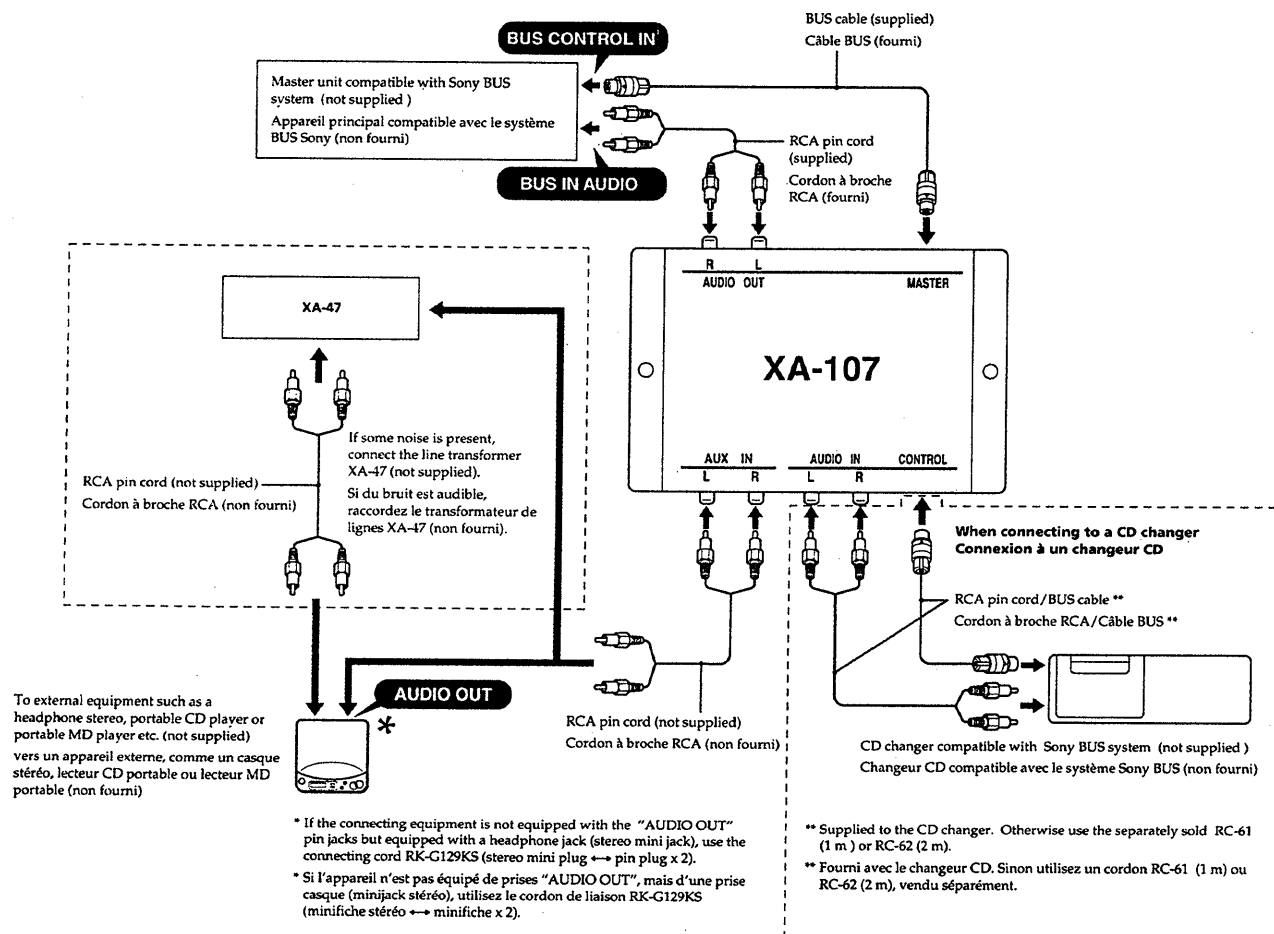 BUS cable (supplied)
Câble BUS (fourni)
BUS CONTROL IN
Master unit compatible with Sony BUS
system (not supplied )
Appareil principal compatible avec le système
BUS Sony (non fourni)
BUS IN AUDIO
RCA pin cord
(supplied)
Cordon à broche
RCA (fourni)
R L
AUDIO OUT
MASTER
XA-107
XA-47
If some noise is present,
connect the line transformer
XA-47 (not supplied).
Si du bruit est audible,
raccordez le transformateur de
lignes XA-47 (non fourni).
RCA pin cord (not supplied)
Cordon à broche RCA (non fourni)
AUX IN
L R
AUDIO IN
L R
CONTROL
When connecting to a CD changer
Connexion à un changeur CD
RCA pin cord/BUS cable **
Cordon à broche RCA/Câble BUS **
AUDIO OUT
*
To external equipment such as a
headphone stereo, portable CD player or
portable MD player etc. (not supplied)
vers un appareil externe, comme un casque
stéréo, lecteur CD portable ou lecteur MD
portable (non fourni)
RCA pin cord (not supplied)
Cordon à broche RCA (non fourni)
CD changer compatible with Sony BUS system (not supplied )
Changeur CD compatible avec le système Sony BUS (non fourni)
* If the connecting equipment is not equipped with the "AUDIO OUT"
pin jacks but equipped with a headphone jack (stereo mini jack), use the
connecting cord RK-G129KS (stereo mini plug ⟷ pin plug x 2).
* Si l'appareil n'est pas équipé de prises "AUDIO OUT", mais d'une prise
casque (minijack stéréo), utilisez le cordon de liaison RK-G129KS
(minifiche stéréo ⟷ minifiche x 2).
** Supplied to the CD changer. Otherwise use the separately sold RC-61
(1 m ) or RC-62 (2 m).
** Fourni avec le changeur CD. Sinon utilisez un cordon RC-61 (1 m) ou
RC-62 (2 m), vendu séparément.